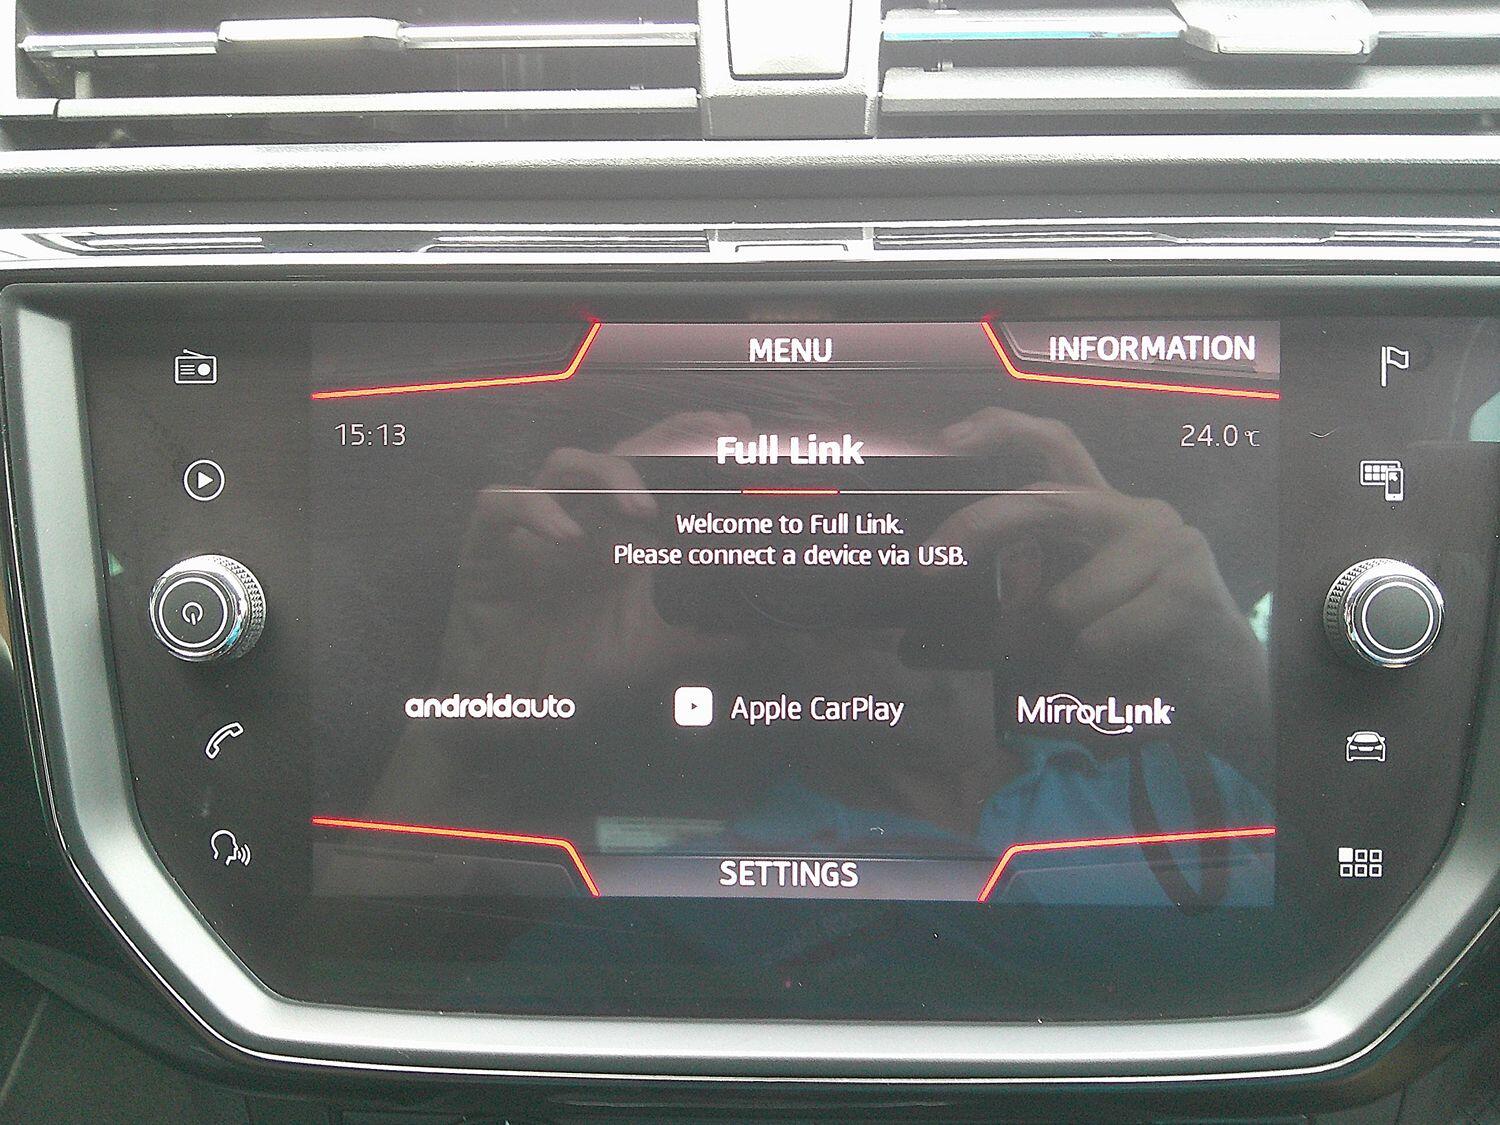 MENU
INFORMATION
15:13
24.0 °C
Full Link
Welcome to Full Link.
Please connect a device via USB.
androidauto
Apple CarPlay
MirrorLink
SETTINGS